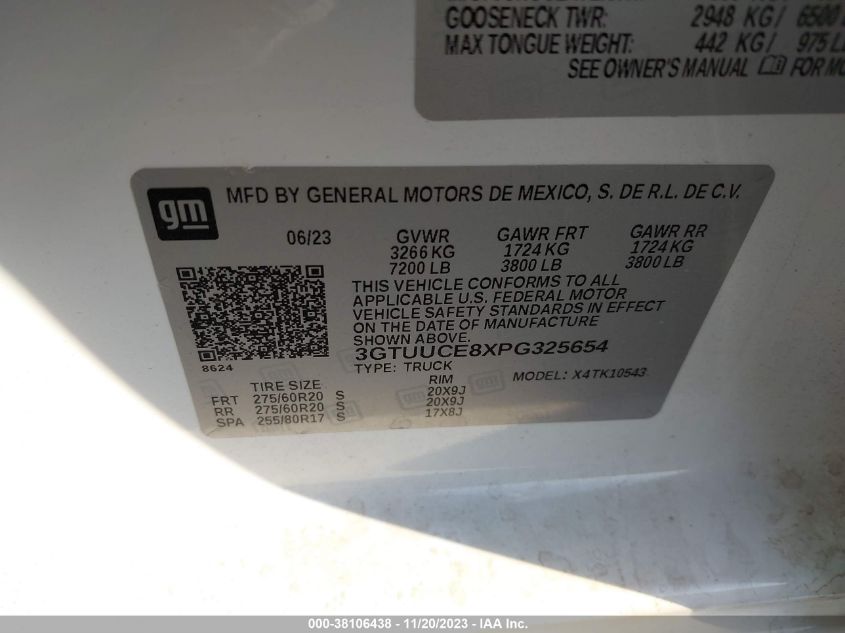 GOOSENECK TWR: 2948 KG/ 6500
MAX TONGUE WEIGHT: 442 KG/ 975 L
SEE OWNER'S MANUAL FOR MO
gm
MFD BY GENERAL MOTORS DE MEXICO, S. DE R.L. DE C.V.
06/23 GVWR GAWR FRT GAWR RR
3266 KG 1724 KG 1724 KG
7200 LB 3800 LB 3800 LB
THIS VEHICLE CONFORMS TO ALL
APPLICABLE U.S. FEDERAL MOTOR
VEHICLE SAFETY STANDARDS IN EFFECT
ON THE DATE OF MANUFACTURE
SHOWN ABOVE.
3GTUUCE8XPG325654
8624 TYPE: TRUCK MODEL: X4TK10543
TIRE SIZE RIM
FRT 275/60R20 S 20X9J
RR 275/60R20 S 20X9J
SPA 255/80R17 S 17X8J
000-38106438 - 11/20/2023 - IAA Inc.